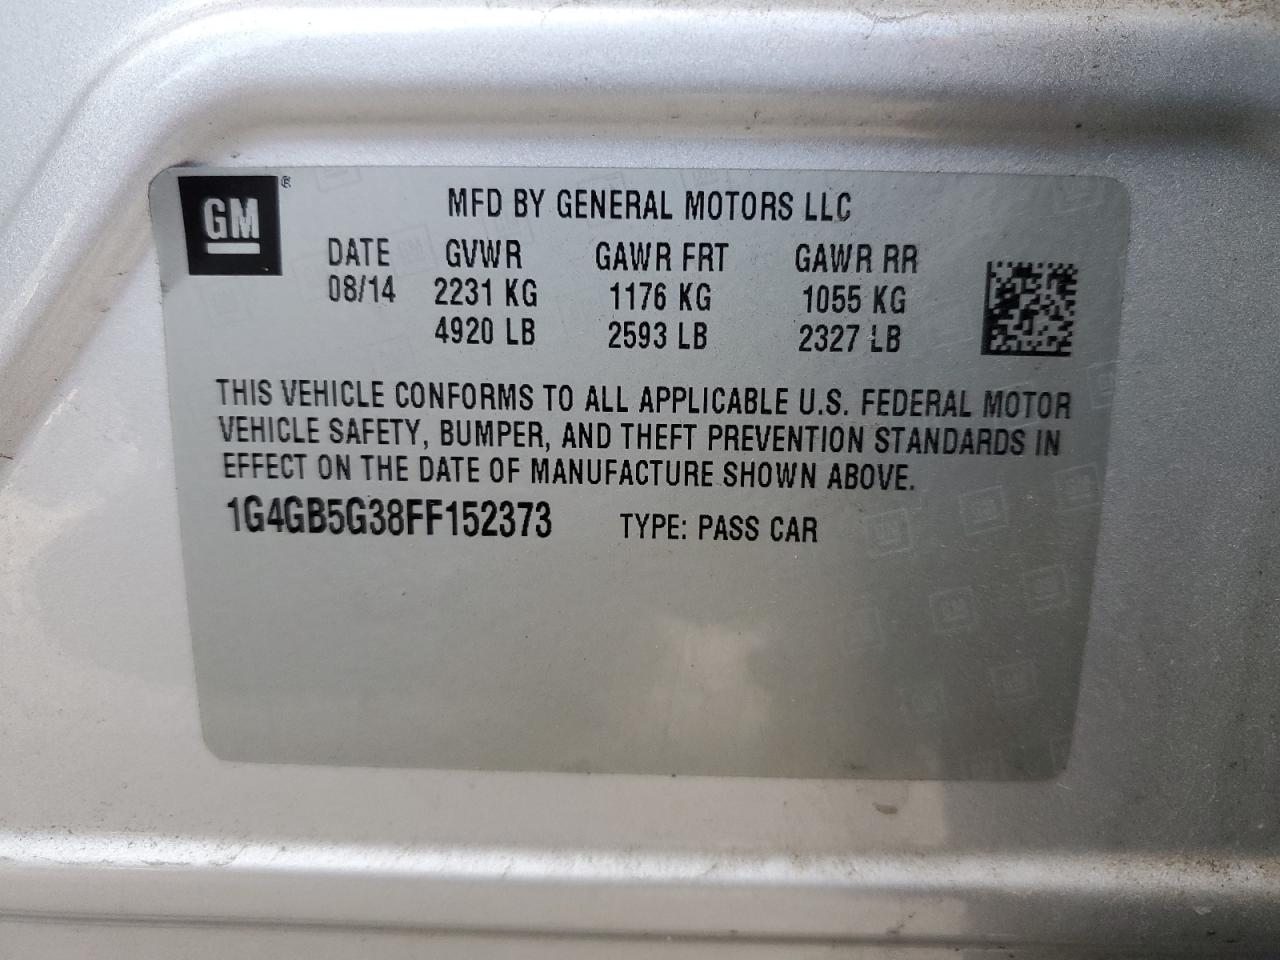 GM ®
MFD BY GENERAL MOTORS LLC
DATE GVWR GAWR FRT GAWR RR
08/14 2231 KG 1176 KG 1055 KG
4920 LB 2593 LB 2327 LB
THIS VEHICLE CONFORMS TO ALL APPLICABLE U.S. FEDERAL MOTOR
VEHICLE SAFETY, BUMPER, AND THEFT PREVENTION STANDARDS IN
EFFECT ON THE DATE OF MANUFACTURE SHOWN ABOVE.
1G4GB5G38FF152373 TYPE: PASS CAR